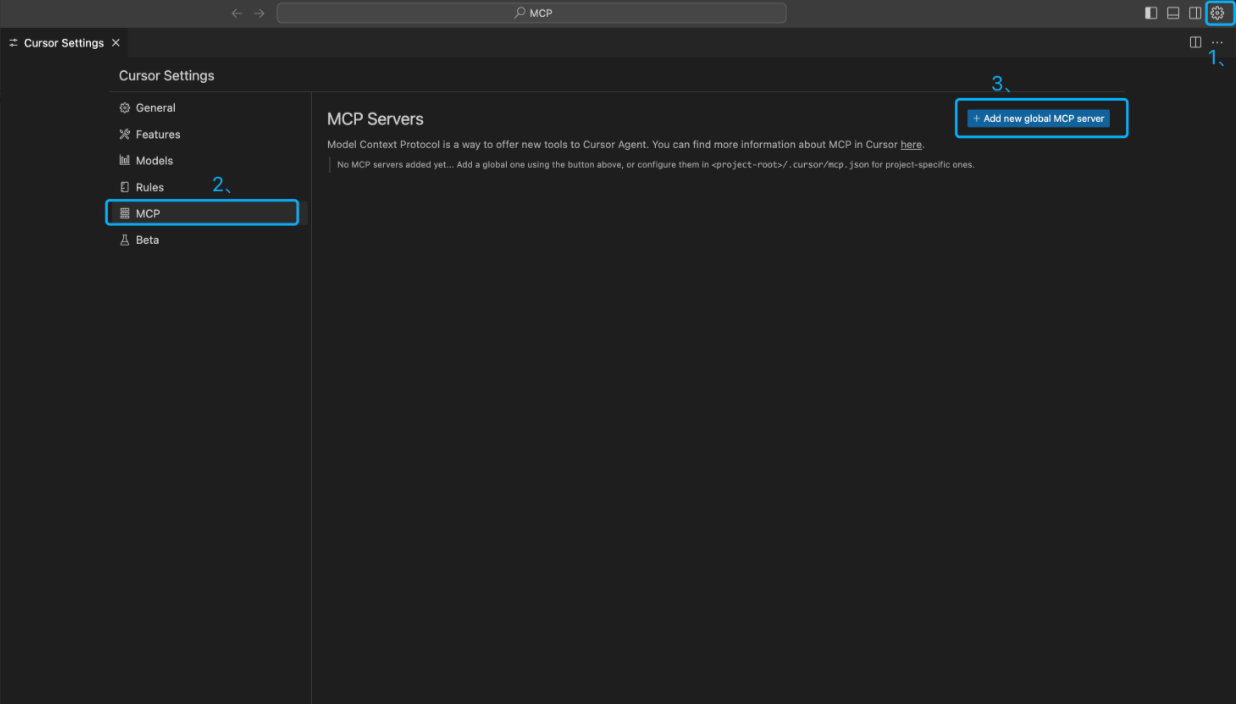 MCP
Cursor Settings
1、
Cursor Settings
3、
General
Features
Models
Rules
2、
MCP
Beta
MCP Servers
+ Add new global MCP server
Model Context Protocol is a way to offer new tools to Cursor Agent. You can find more information about MCP in Cursor here.
No MCP servers added yet... Add a global one using the button above, or configure them in <project-root>/.cursor/mcp.json for project-specific ones.